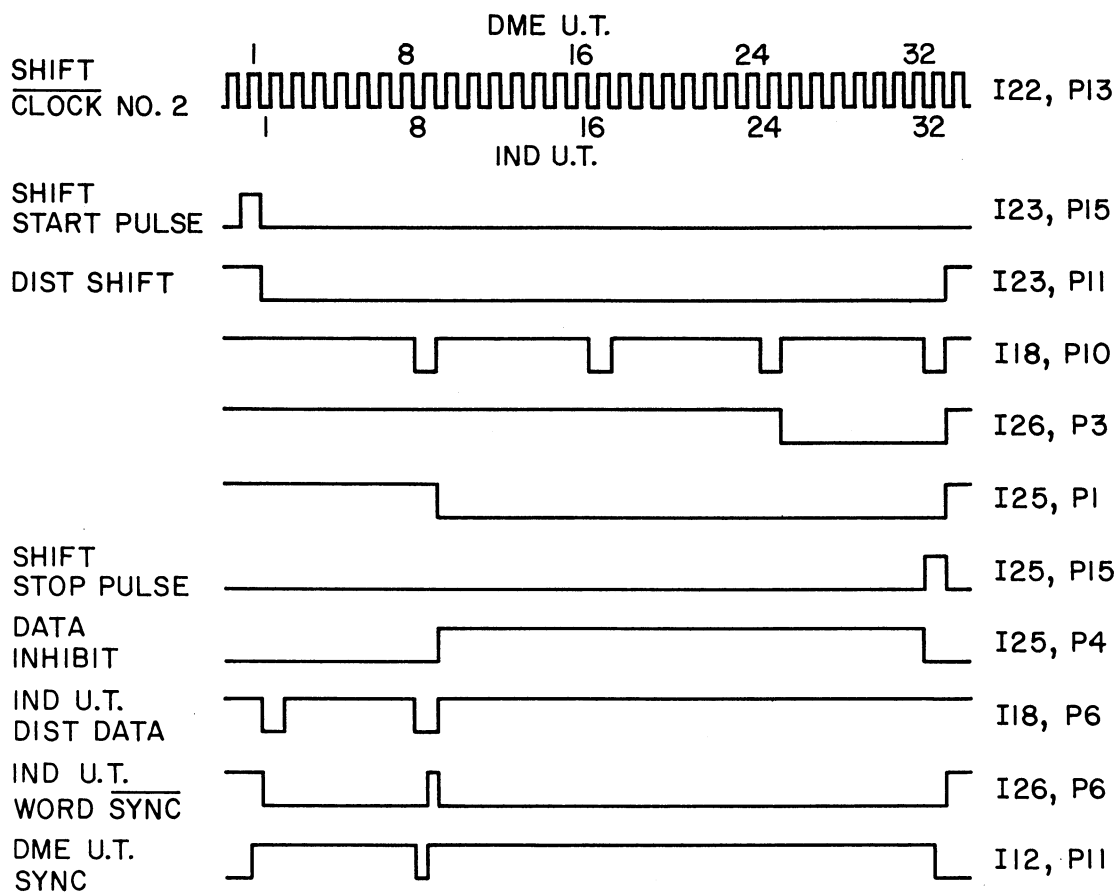 DME U.T.
1 8 16 24 32
SHIFT
CLOCK NO. 2
I22, P13
1 8 16 24 32
IND U.T.
SHIFT
START PULSE
I23, P15
DIST SHIFT
I23, P11
I18, P10
I26, P3
I25, P1
SHIFT
STOP PULSE
I25, P15
DATA
INHIBIT
I25, P4
IND U.T.
DIST DATA
I18, P6
IND U.T.
WORD SYNC
I26, P6
DME U.T.
SYNC
I12, P11